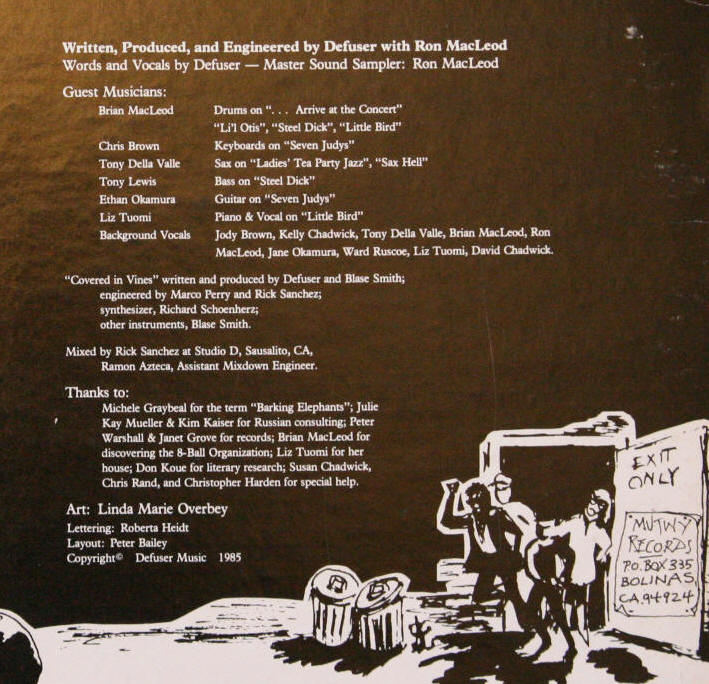 Written, Produced, and Engineered by Defuser with Ron MacLeod
Words and Vocals by Defuser — Master Sound Sampler: Ron MacLeod
Guest Musicians:
Brian MacLeod Drums on ". . . Arrive at the Concert"
"Li'l Otis", "Steel Dick", "Little Bird"
Chris Brown Keyboards on "Seven Judys"
Tony Della Valle Sax on "Ladies' Tea Party Jazz", "Sax Hell"
Tony Lewis Bass on "Steel Dick"
Ethan Okamura Guitar on "Seven Judys"
Liz Tuomi Piano & Vocal on "Little Bird"
Background Vocals Jody Brown, Kelly Chadwick, Tony Della Valle, Brian MacLeod, Ron
MacLeod, Jane Okamura, Ward Ruscoe, Liz Tuomi, David Chadwick.
"Covered in Vines" written and produced by Defuser and Blase Smith;
engineered by Marco Perry and Rick Sanchez;
synthesizer, Richard Schoenherz;
other instruments, Blase Smith.
Mixed by Rick Sanchez at Studio D, Sausalito, CA,
Ramon Azteca, Assistant Mixdown Engineer.
Thanks to:
Michele Graybeal for the term "Barking Elephants"; Julie
Kay Mueller & Kim Kaiser for Russian consulting; Peter
Warshall & Janet Grove for records; Brian MacLeod for
discovering the 8-Ball Organization; Liz Tuomi for her
house; Don Koue for literary research; Susan Chadwick,
Chris Rand, and Christopher Harden for special help.
Art: Linda Marie Overbey
Lettering: Roberta Heidt
Layout: Peter Bailey
Copyright© Defuser Music 1985
EXIT
ONLY
MUTWY
RECORDS
P.O. BOX 335
BOLINAS,
CA. 94924